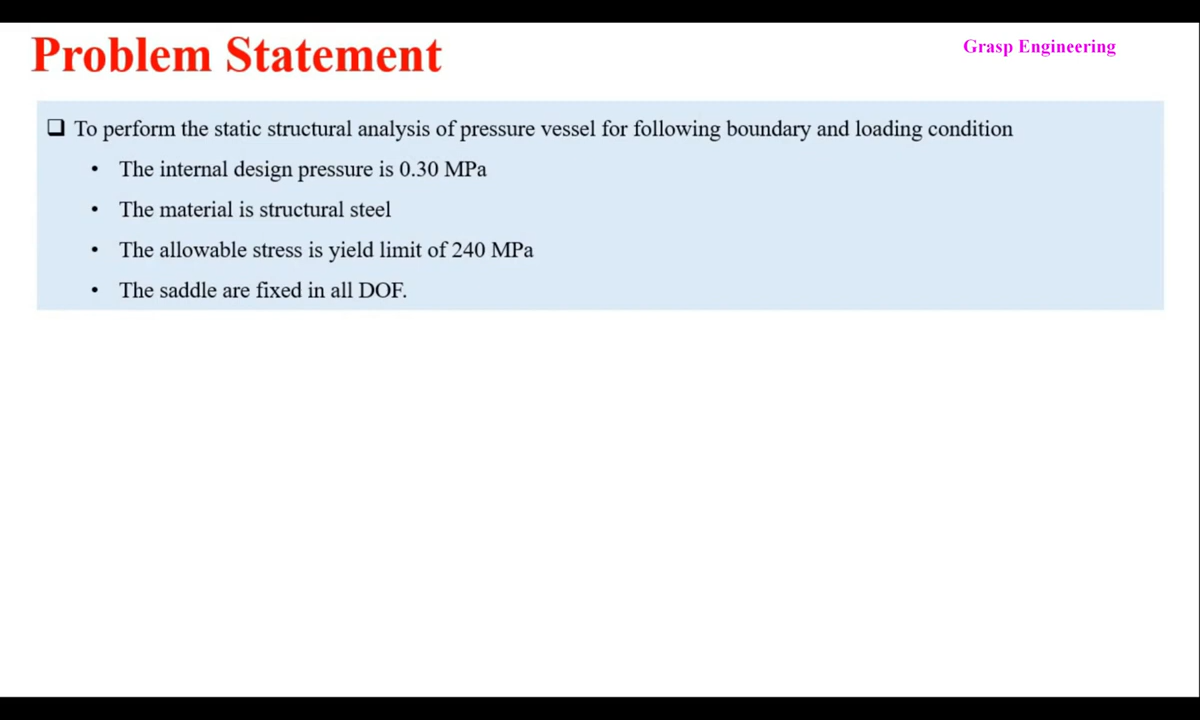 Problem Statement
Grasp Engineering
❑ To perform the static structural analysis of pressure vessel for following boundary and loading condition
• The internal design pressure is 0.30 MPa
• The material is structural steel
• The allowable stress is yield limit of 240 MPa
• The saddle are fixed in all DOF.